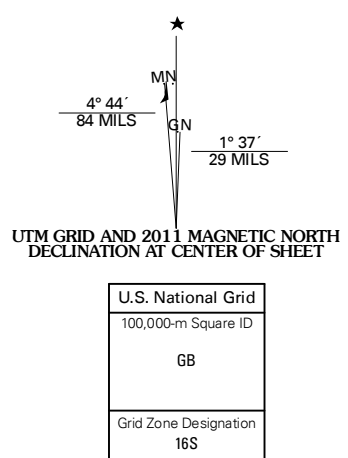 ★
MN
4° 44´
84 MILS
GN
1° 37´
29 MILS
UTM GRID AND 2011 MAGNETIC NORTH
DECLINATION AT CENTER OF SHEET
U.S. National Grid
100,000-m Square ID
GB
Grid Zone Designation
16S